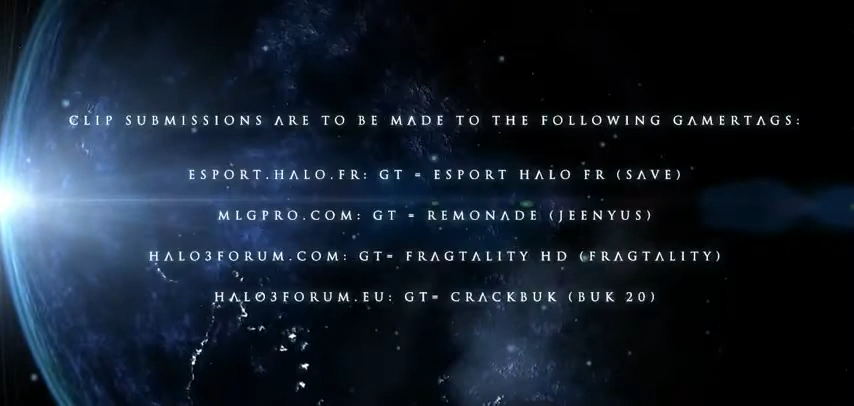 CLIP SUBMISSIONS ARE TO BE MADE TO THE FOLLOWING GAMERTAGS:
ESPORT.HALO.FR: GT = ESPORT HALO FR (SAVE)
MLGPRO.COM: GT = REMONADE (JEENYUS)
HALO3FORUM.COM: GT= FRAGTALITY HD (FRAGTALITY)
HALO3FORUM.EU: GT= CRACKBUK (BUK 20)